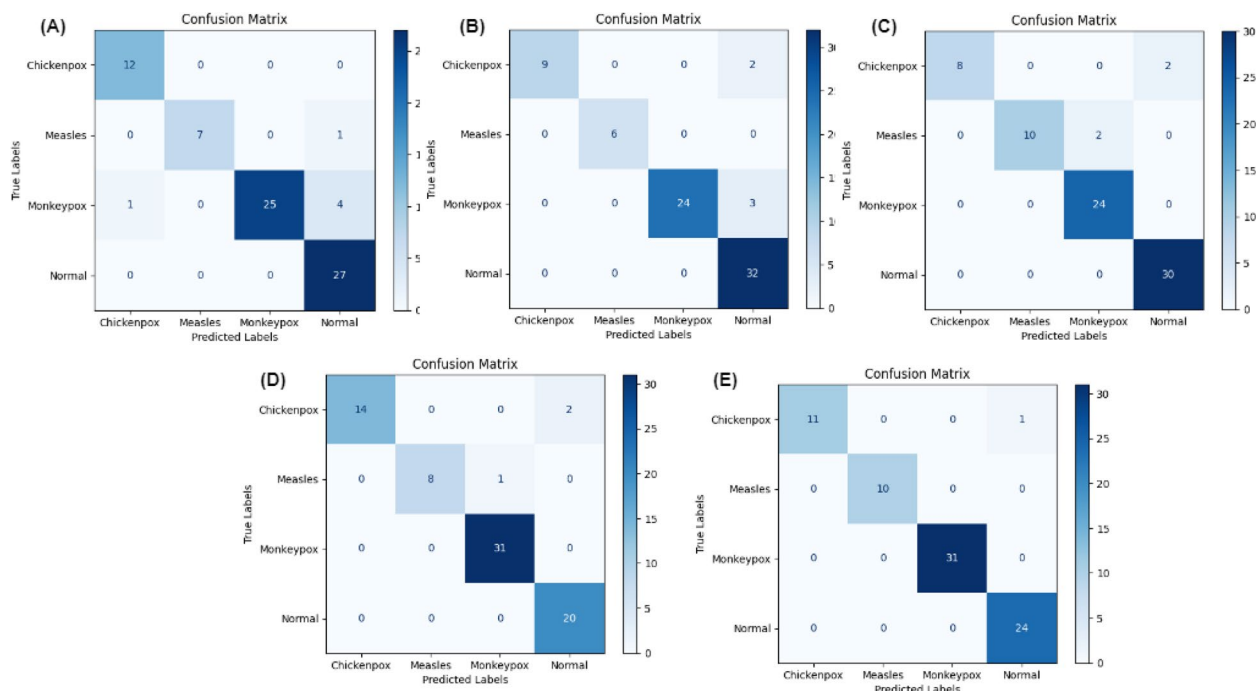 (A)
Confusion Matrix
Chickenpox 12 0 0 0
Measles 0 7 0 1
Monkeypox 1 0 25 4
Normal 0 0 0 27
Chickenpox Measles Monkeypox Normal
Predicted Labels
True Labels
(B)
Confusion Matrix
Chickenpox 9 0 0 2
Measles 0 6 0 0
Monkeypox 0 0 24 3
Normal 0 0 0 32
Chickenpox Measles Monkeypox Normal
Predicted Labels
True Labels
30
(C)
Confusion Matrix
Chickenpox 8 0 0 2
Measles 0 10 2 0
Monkeypox 0 0 24 0
Normal 0 0 0 30
Chickenpox Measles Monkeypox Normal
Predicted Labels
True Labels
30
25
20
15
10
5
0
(D)
Confusion Matrix
Chickenpox 14 0 0 2
Measles 0 8 1 0
Monkeypox 0 0 31 0
Normal 0 0 0 20
Chickenpox Measles Monkeypox Normal
Predicted Labels
True Labels
30
25
20
15
10
5
0
(E)
Confusion Matrix
Chickenpox 11 0 0 1
Measles 0 10 0 0
Monkeypox 0 0 31 0
Normal 0 0 0 24
Chickenpox Measles Monkeypox Normal
Predicted Labels
True Labels
30
25
20
15
10
5
0